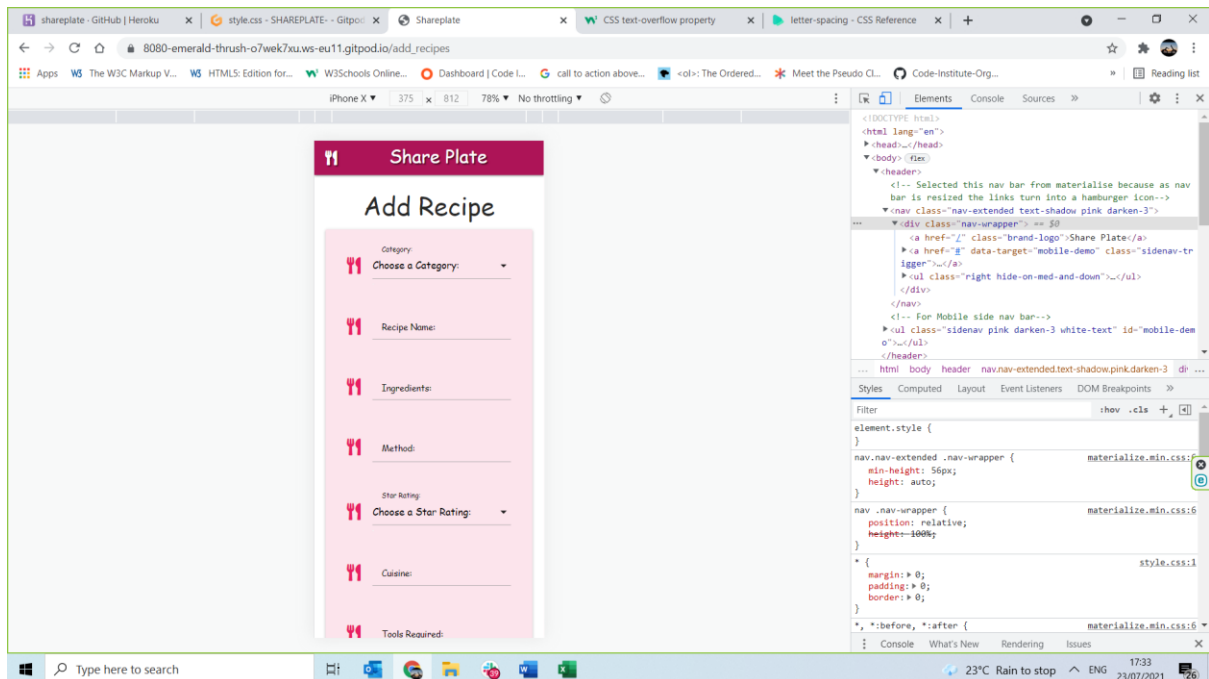 shareplate · GitHub | Heroku
style.css - SHAREPLATE- - Gitpod
Shareplate
CSS text-overflow property
letter-spacing - CSS Reference
8080-emerald-thrush-o7wek7xu.ws-eu11.gitpod.io/add_recipes
Apps
The W3C Markup V...
HTML5: Edition for...
W3Schools Online...
Dashboard | Code I...
call to action above...
<ol>: The Ordered...
Meet the Pseudo Cl...
Code-Institute-Org...
»
Reading list
iPhone X ▼ 375 x 812 78% ▼ No throttling ▼
Elements Console Sources »
Share Plate
Add Recipe
Category:
Choose a Category:
Recipe Name:
Ingredients:
Method:
Star Rating:
Choose a Star Rating:
Cuisine:
Tools Required:
<!DOCTYPE html>
<html lang="en">
▶<head>…</head>
▼<body> flex
▼<header>
<!-- Selected this nav bar from materialise because as nav
bar is resized the links turn into a hamburger icon-->
▼<nav class="nav-extended text-shadow pink darken-3">
… ▼<div class="nav-wrapper"> == $0
<a href="/" class="brand-logo">Share Plate</a>
▶<a href="#" data-target="mobile-demo" class="sidenav-tr
igger">…</a>
▶<ul class="right hide-on-med-and-down">…</ul>
</div>
</nav>
<!-- For Mobile side nav bar-->
▶<ul class="sidenav pink darken-3 white-text" id="mobile-dem
o">…</ul>
</header>
... html body header nav.nav-extended.text-shadow.pink.darken-3 di ...
Styles Computed Layout Event Listeners DOM Breakpoints »
Filter :hov .cls +
element.style {
}
nav.nav-extended .nav-wrapper { materialize.min.css:6
min-height: 56px;
height: auto;
}
nav .nav-wrapper { materialize.min.css:6
position: relative;
height: 100%;
}
* { style.css:1
margin: ▶ 0;
padding: ▶ 0;
border: ▶ 0;
}
*, *:before, *:after { materialize.min.css:6
Console What's New Rendering Issues
Type here to search
39
23°C Rain to stop
ENG
17:33
23/07/2021
26